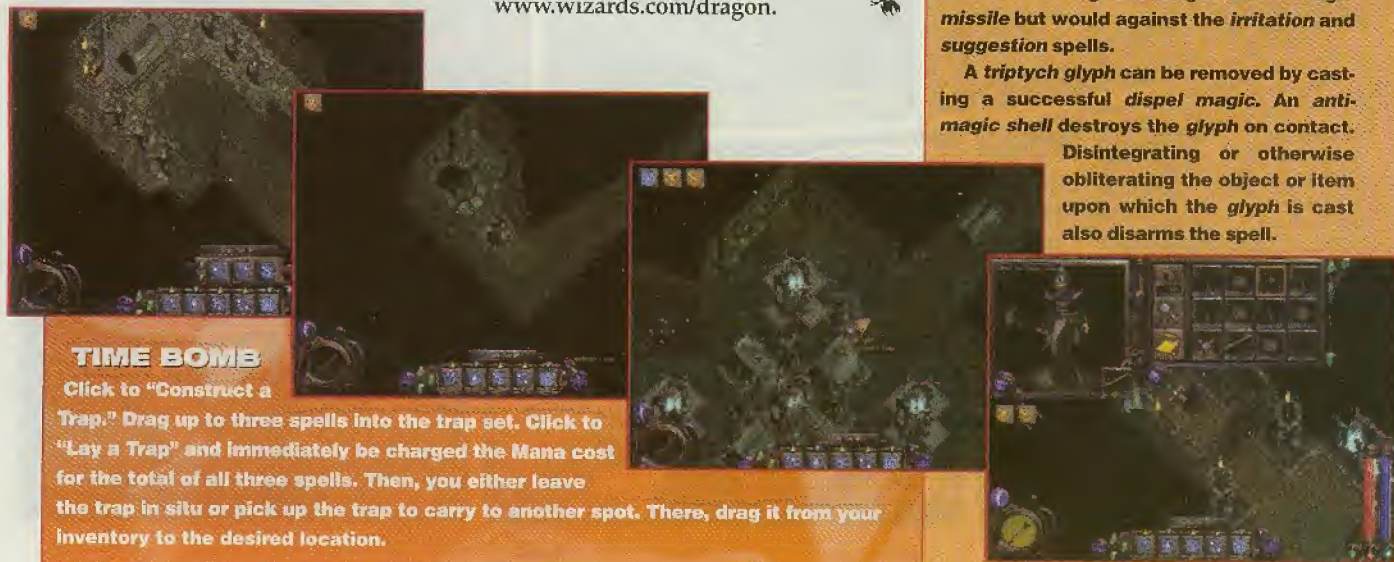 www.wizards.com/dragon.
missile but would against the irritation and
suggestion spells.
A triptych glyph can be removed by cast-
ing a successful dispel magic. An anti-
magic shell destroys the glyph on contact.
Disintegrating or otherwise
obliterating the object or item
upon which the glyph is cast
also disarms the spell.
TIME BOMB
Click to "Construct a
Trap." Drag up to three spells into the trap set. Click to
"Lay a Trap" and immediately be charged the Mana cost
for the total of all three spells. Then, you either leave
the trap in situ or pick up the trap to carry to another spot. There, drag it from your
inventory to the desired location.